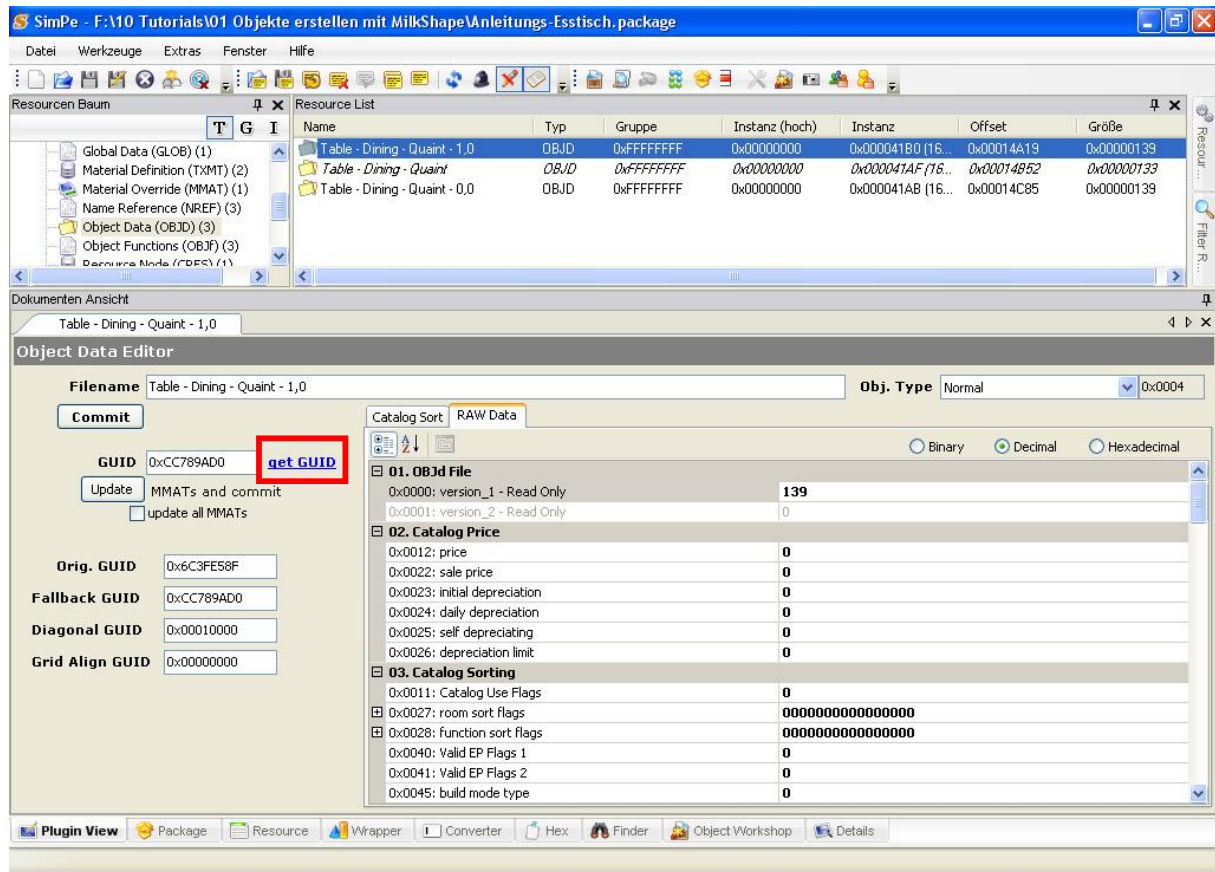 SimPe - F:\10 Tutorials\01 Objekte erstellen mit MilkShape\Anleitungs-Esstisch.package
Datei Werkzeuge Extras Fenster Hilfe
Resourcen Baum
T G I
Global Data (GLOB) (1)
Material Definition (TXMT) (2)
Material Override (MMAT) (1)
Name Reference (NREF) (3)
Object Data (OBJD) (3)
Object Functions (OBJf) (3)
Resource Node (CRES) (1)
Resource List
Name Typ Gruppe Instanz (hoch) Instanz Offset Größe
Table - Dining - Quaint - 1,0 OBJD 0xFFFFFFFF 0x00000000 0x000041B0 (16... 0x00014A19 0x00000139
Table - Dining - Quaint OBJD 0xFFFFFFFF 0x00000000 0x000041AF (16... 0x00014B52 0x00000133
Table - Dining - Quaint - 0,0 OBJD 0xFFFFFFFF 0x00000000 0x000041AB (16... 0x00014C85 0x00000139
Resour...
Filter R...
Dokumenten Ansicht
Table - Dining - Quaint - 1,0
Object Data Editor
Filename Table - Dining - Quaint - 1,0 Obj. Type Normal 0x0004
Commit
GUID 0xCC789AD0 get GUID
Update MMATs and commit
update all MMATs
Orig. GUID 0x6C3FE58F
Fallback GUID 0xCC789AD0
Diagonal GUID 0x00010000
Grid Align GUID 0x00000000
Catalog Sort RAW Data
Binary Decimal Hexadecimal
01. OBJd File
0x0000: version_1 - Read Only 139
0x0001: version_2 - Read Only 0
02. Catalog Price
0x0012: price 0
0x0022: sale price 0
0x0023: initial depreciation 0
0x0024: daily depreciation 0
0x0025: self depreciating 0
0x0026: depreciation limit 0
03. Catalog Sorting
0x0011: Catalog Use Flags 0
0x0027: room sort flags 0000000000000000
0x0028: function sort flags 0000000000000000
0x0040: Valid EP Flags 1 0
0x0041: Valid EP Flags 2 0
0x0045: build mode type 0
Plugin View Package Resource Wrapper Converter Hex Finder Object Workshop Details